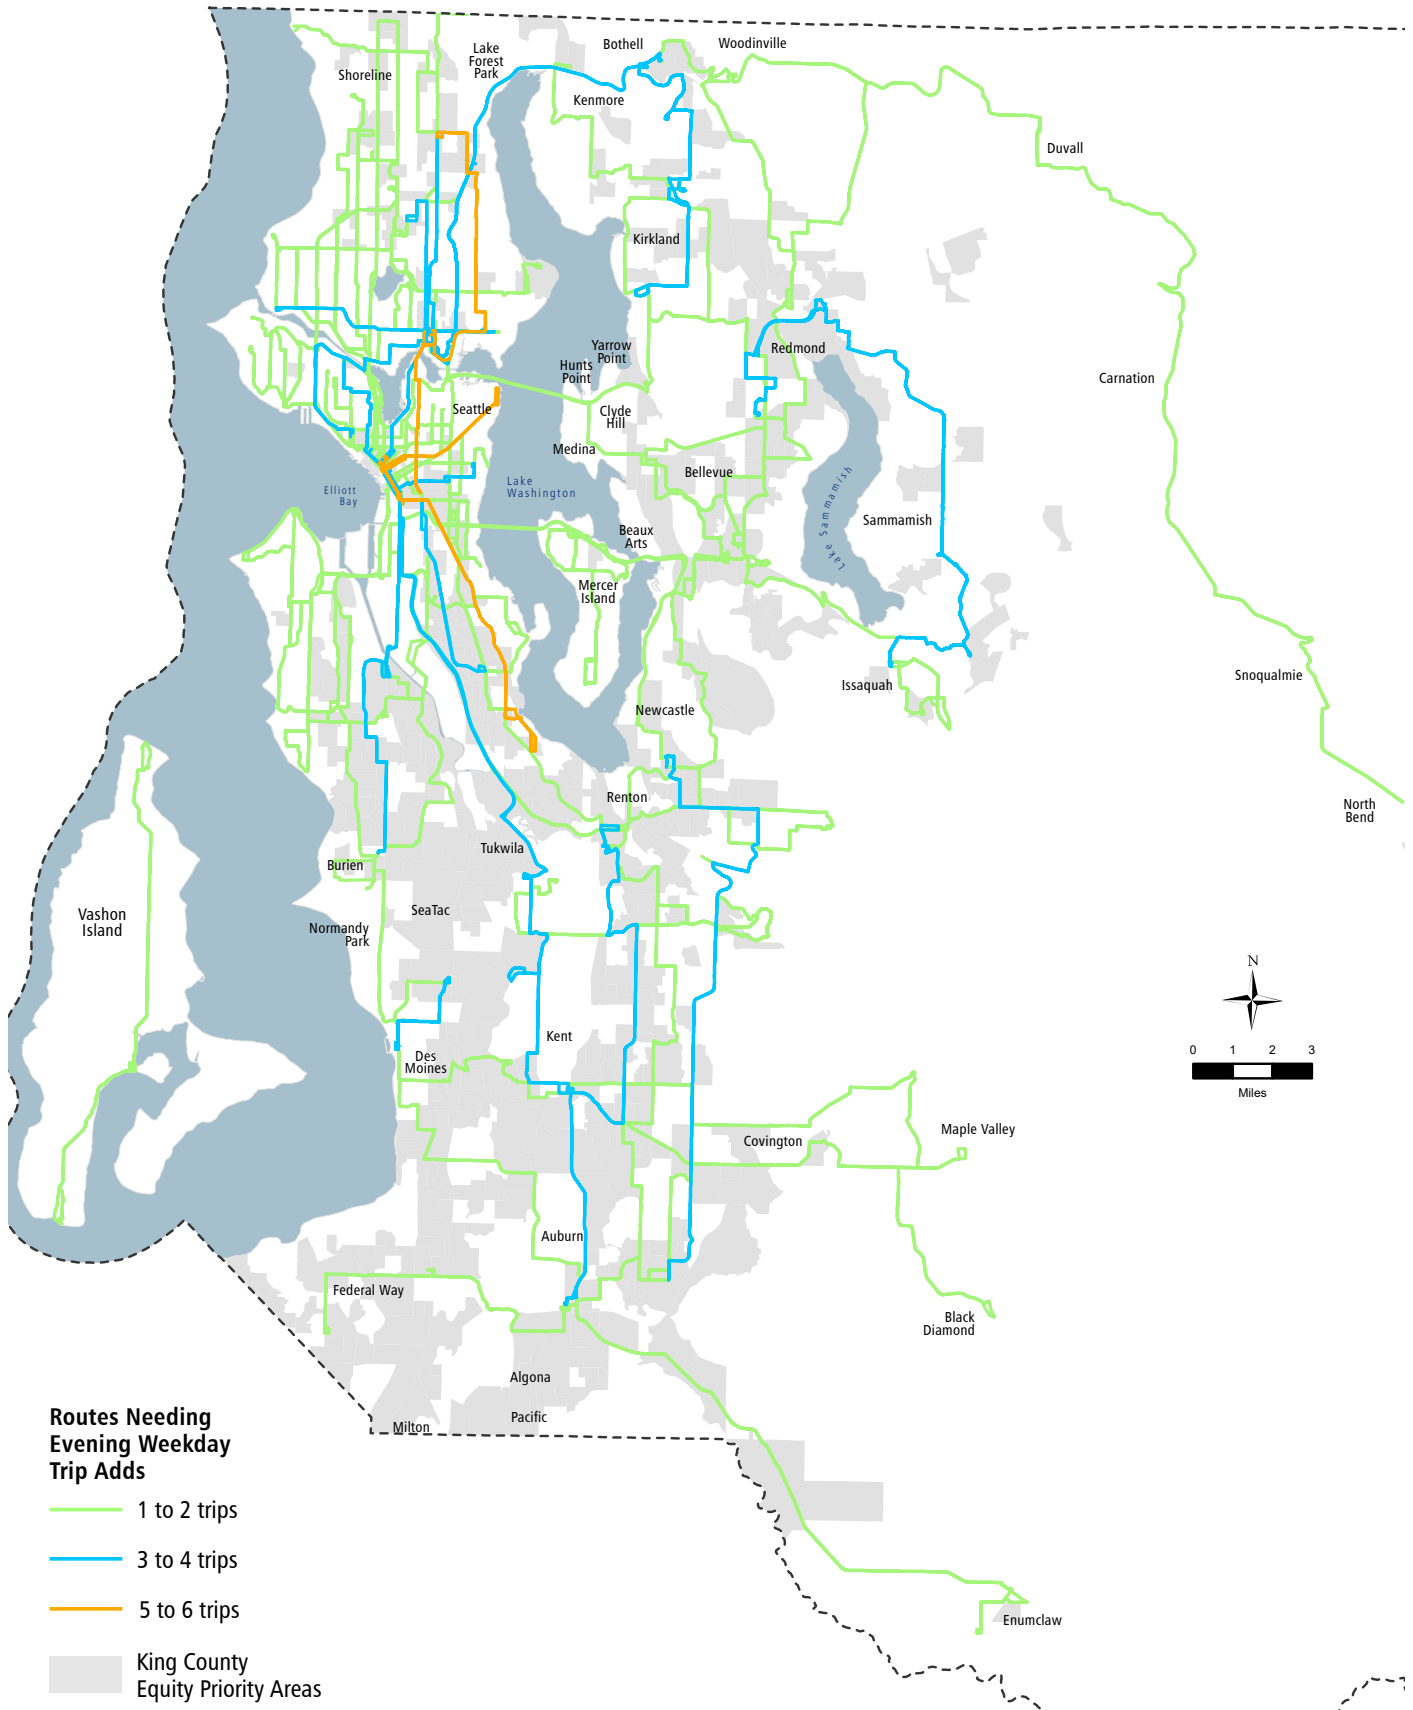 Bothell
Woodinville
Lake
Forest
Park
Shoreline
Kenmore
Duvall
Kirkland
Yarrow
Point
Redmond
Hunts
Point
Carnation
Seattle
Clyde
Hill
Medina
Bellevue
Elliott
Bay
Lake
Washington
Lake Sammamish
Sammamish
Beaux
Arts
Mercer
Island
Issaquah
Snoqualmie
Newcastle
Renton
North
Bend
Tukwila
Burien
Vashon
Island
SeaTac
Normandy
Park
N
Kent
0 1 2 3
Miles
Des
Moines
Covington
Maple Valley
Auburn
Federal Way
Black
Diamond
Algona
Pacific
Milton
Enumclaw
Routes Needing
Evening Weekday
Trip Adds
1 to 2 trips
3 to 4 trips
5 to 6 trips
King County
Equity Priority Areas